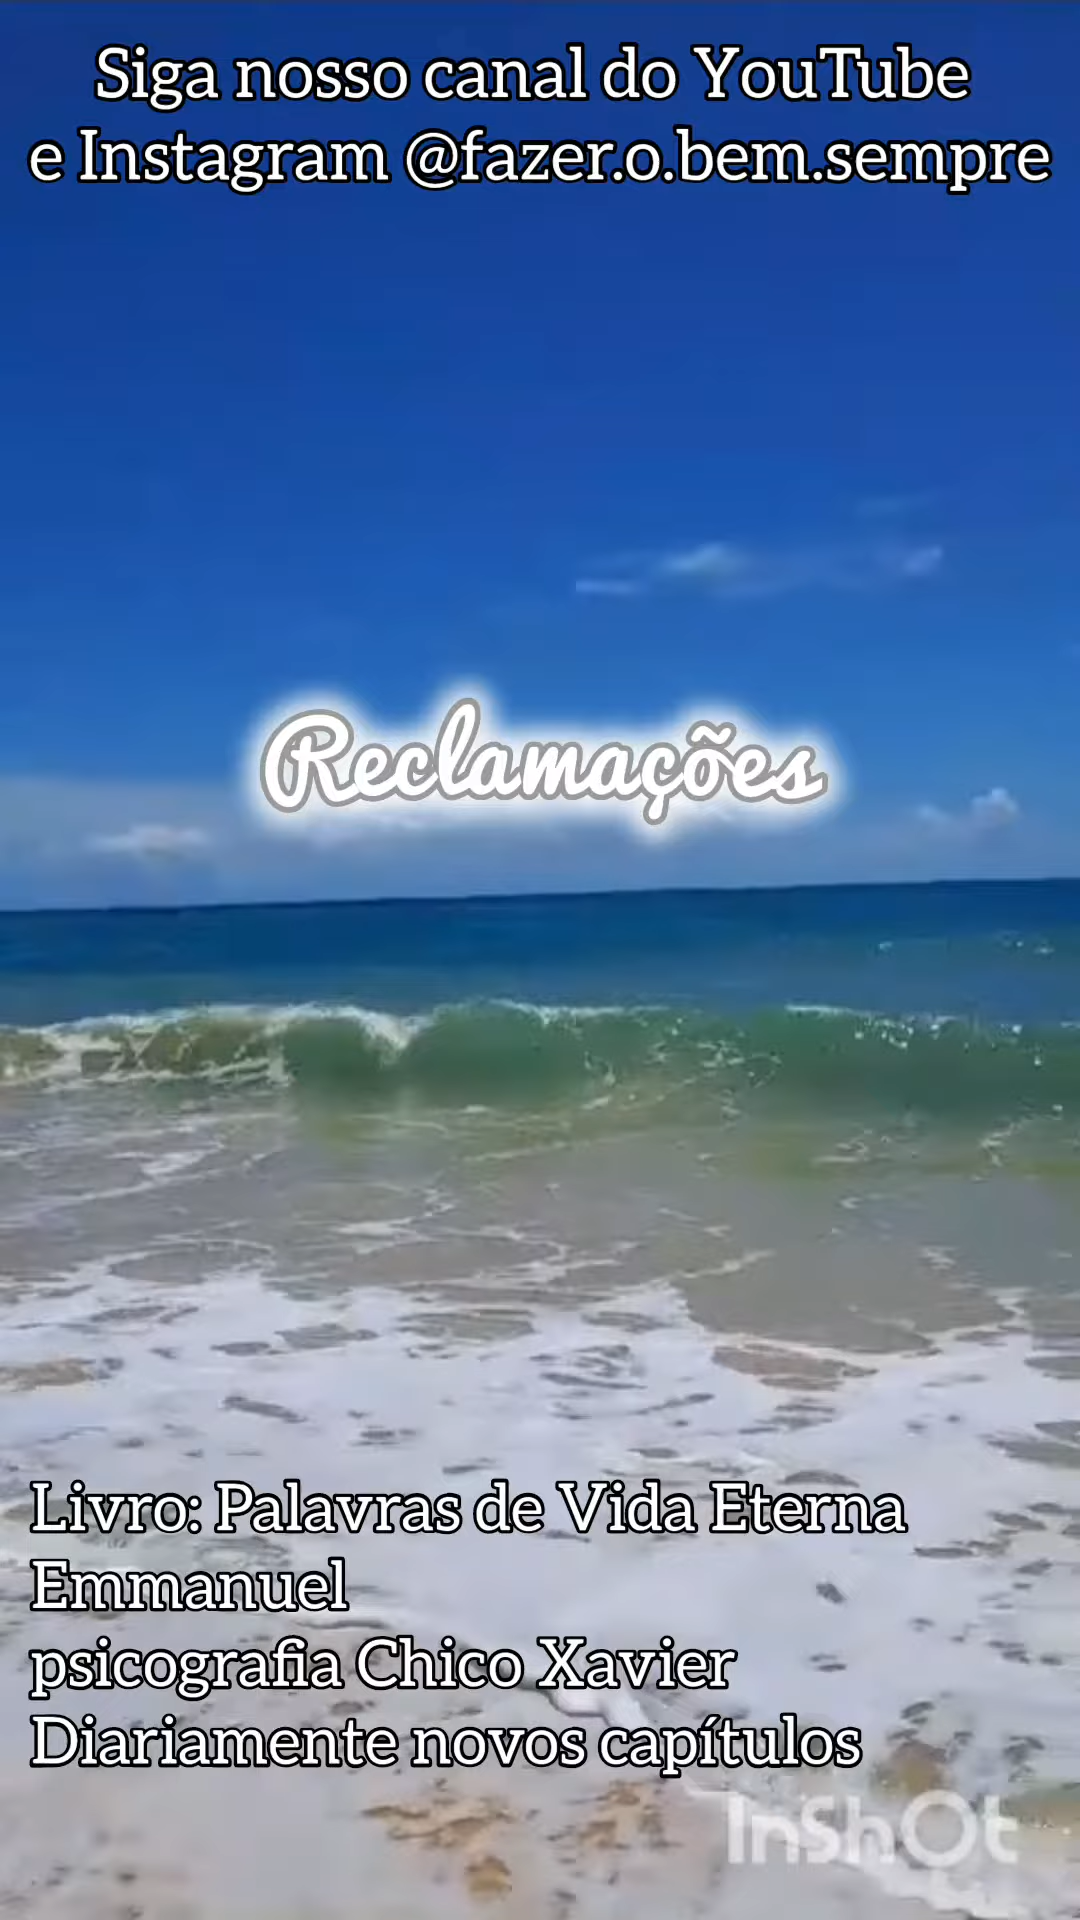 Siga nosso canal do YouTube
e Instagram @fazer.o.bem.sempre
Reclamações
Livro: Palavras de Vida Eterna
Emmanuel
psicografia Chico Xavier
Diariamente novos capítulos
InShOt